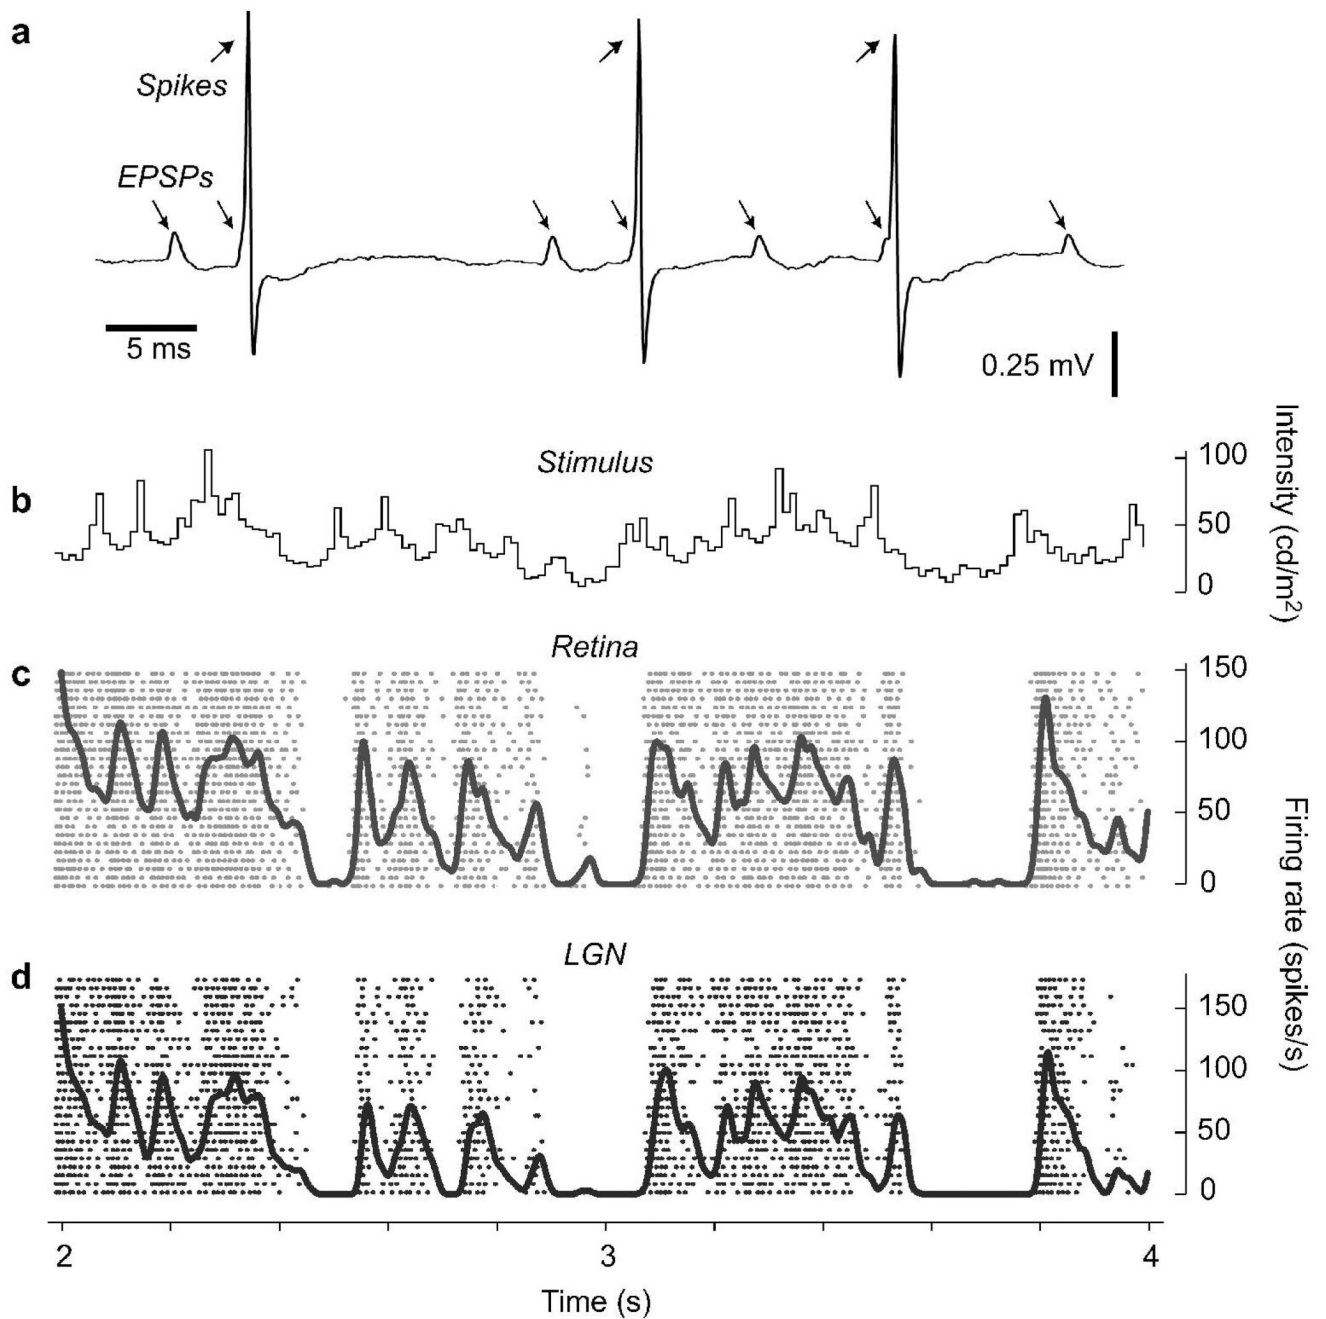 a
Spikes
EPSPs
5 ms
0.25 mV
b
Stimulus
100
50
0
Intensity (cd/m2)
c
Retina
150
100
50
0
Firing rate (spikes/s)
d
LGN
150
100
50
0
2
3
4
Time (s)